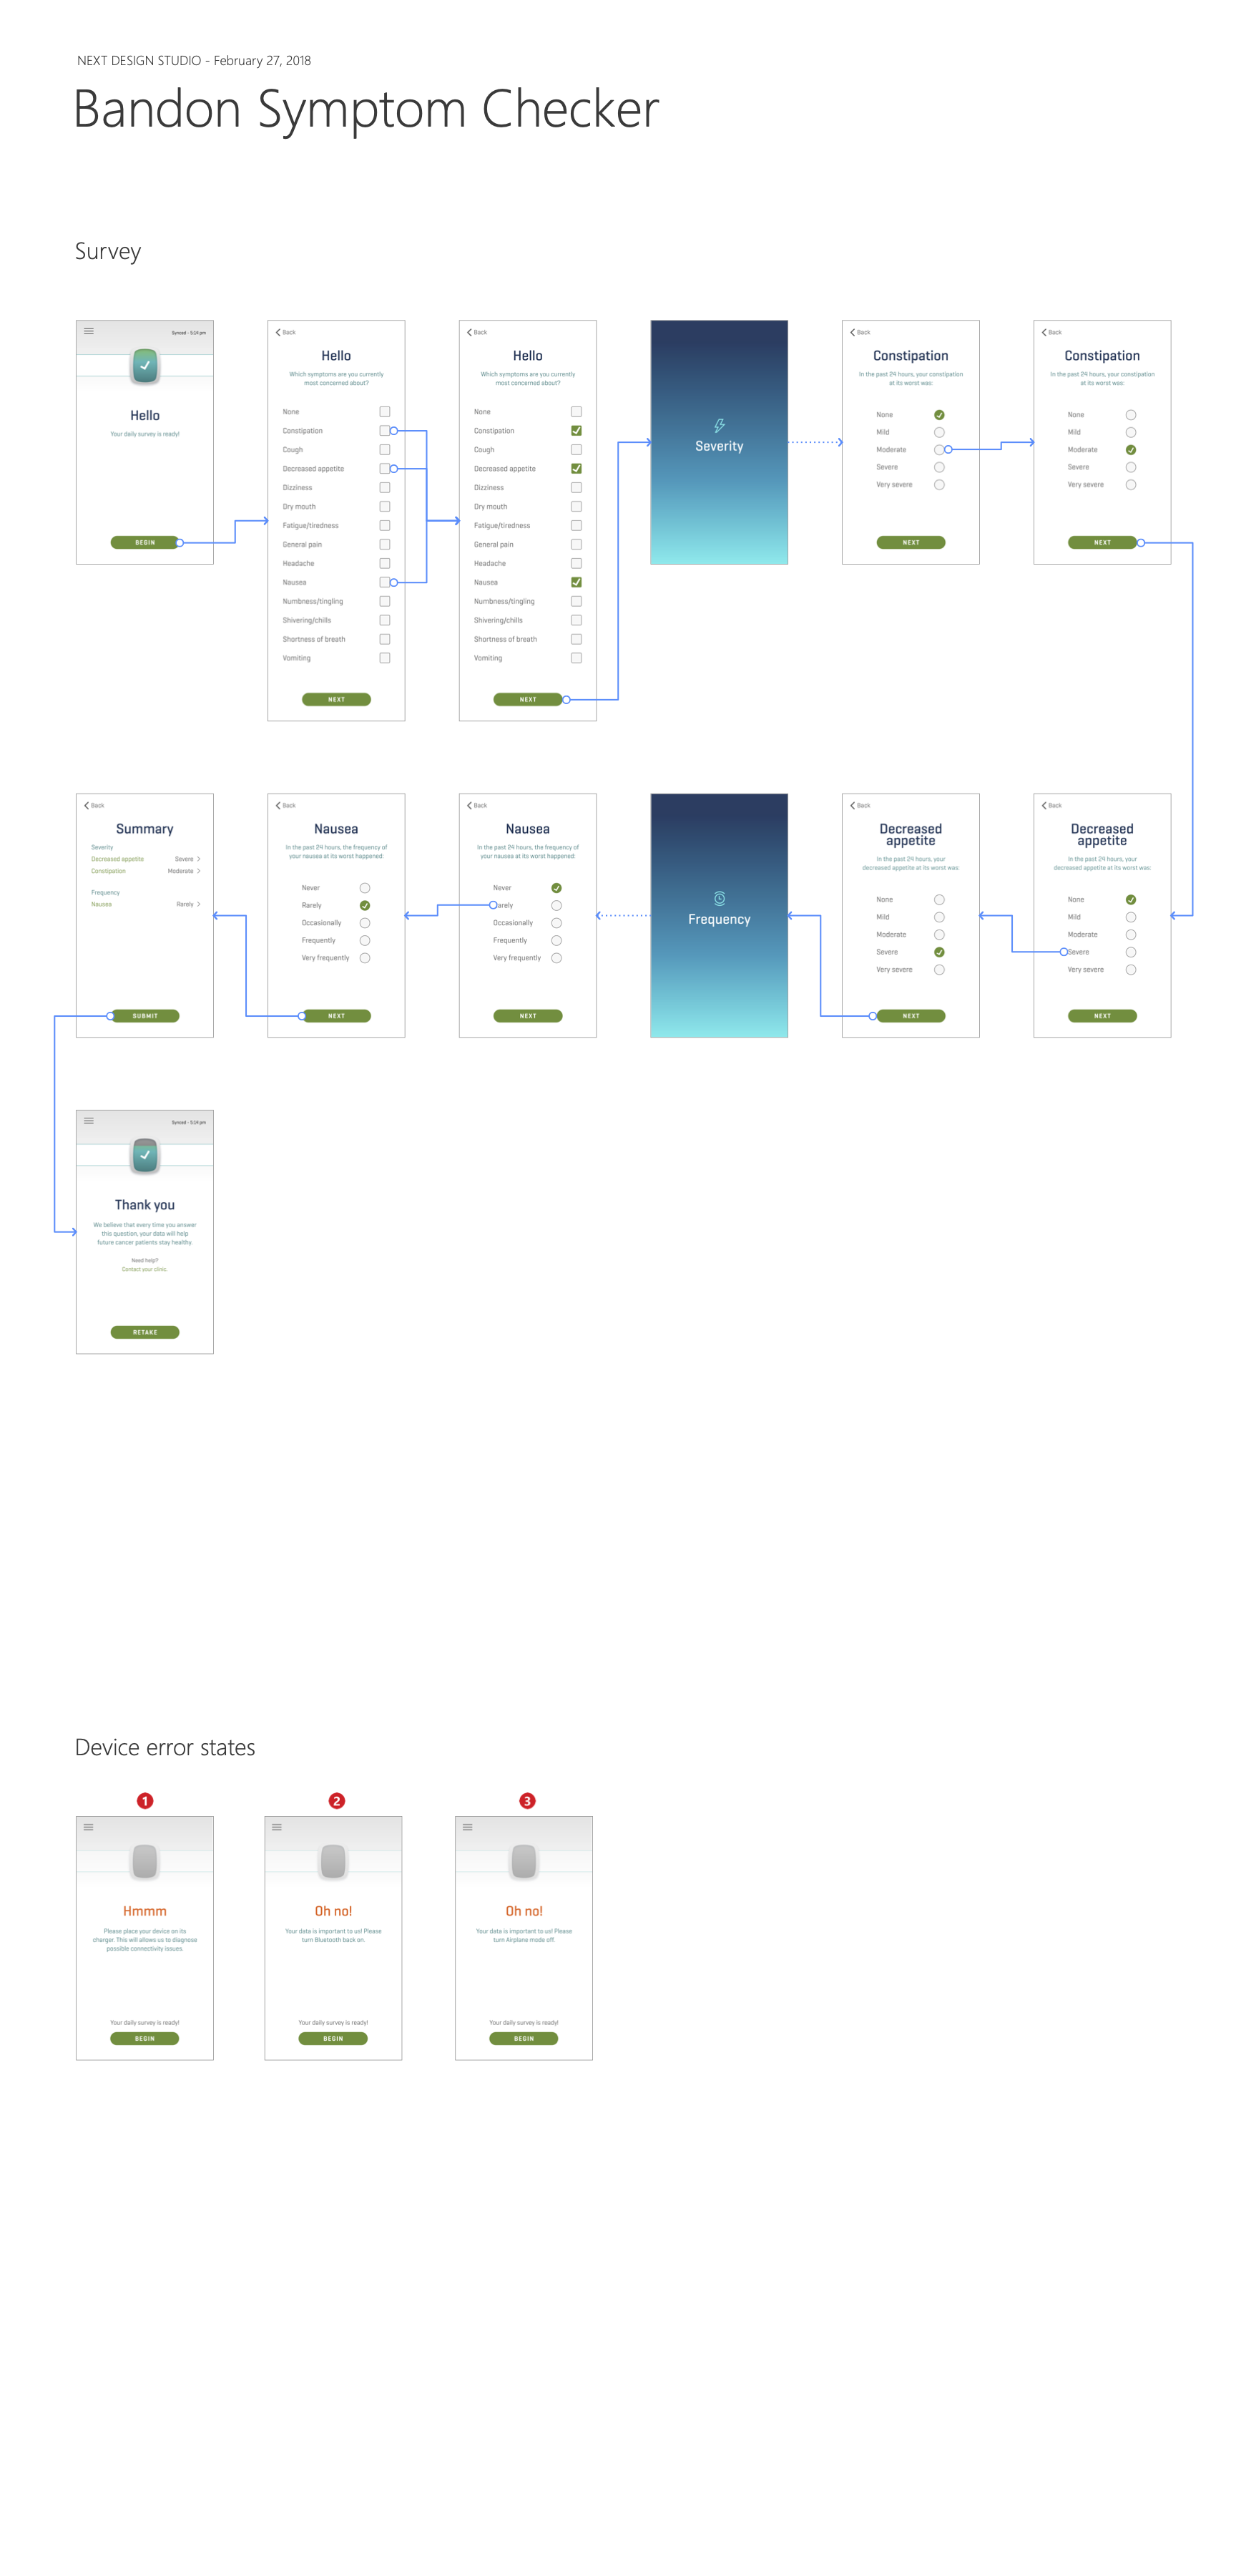 NEXT DESIGN STUDIO - February 27, 2018
Bandon Symptom Checker
Survey
Synced - 5:14 pm
Hello
Your daily survey is ready!
BEGIN
Back
Hello
Which symptoms are you currently
most concerned about?
None
Constipation
Cough
Decreased appetite
Dizziness
Dry mouth
Fatigue/tiredness
General pain
Headache
Nausea
Numbness/tingling
Shivering/chills
Shortness of breath
Vomiting
NEXT
Back
Hello
Which symptoms are you currently
most concerned about?
None
Constipation
Cough
Decreased appetite
Dizziness
Dry mouth
Fatigue/tiredness
General pain
Headache
Nausea
Numbness/tingling
Shivering/chills
Shortness of breath
Vomiting
NEXT
Severity
Back
Constipation
In the past 24 hours, your constipation
at its worst was:
None
Mild
Moderate
Severe
Very severe
NEXT
Back
Constipation
In the past 24 hours, your constipation
at its worst was:
None
Mild
Moderate
Severe
Very severe
NEXT
Back
Summary
Severity
Decreased appetite Severe
Constipation Moderate
Frequency
Nausea Rarely
SUBMIT
Back
Nausea
In the past 24 hours, the frequency of
your nausea at its worst happened:
Never
Rarely
Occasionally
Frequently
Very frequently
NEXT
Back
Nausea
In the past 24 hours, the frequency of
your nausea at its worst happened:
Never
Rarely
Occasionally
Frequently
Very frequently
NEXT
Frequency
Back
Decreased
appetite
In the past 24 hours, your
decreased appetite at its worst was:
None
Mild
Moderate
Severe
Very severe
NEXT
Back
Decreased
appetite
In the past 24 hours, your
decreased appetite at its worst was:
None
Mild
Moderate
Severe
Very severe
NEXT
Synced - 5:14 pm
Thank you
We believe that every time you answer
this question, your data will help
future cancer patients stay healthy.
Need help?
Contact your clinic.
RETAKE
Device error states
1
Hmmm
Please place your device on its
charger. This will allows us to diagnose
possible connectivity issues.
Your daily survey is ready!
BEGIN
2
Oh no!
Your data is important to us! Please
turn Bluetooth back on.
Your daily survey is ready!
BEGIN
3
Oh no!
Your data is important to us! Please
turn Airplane mode off.
Your daily survey is ready!
BEGIN